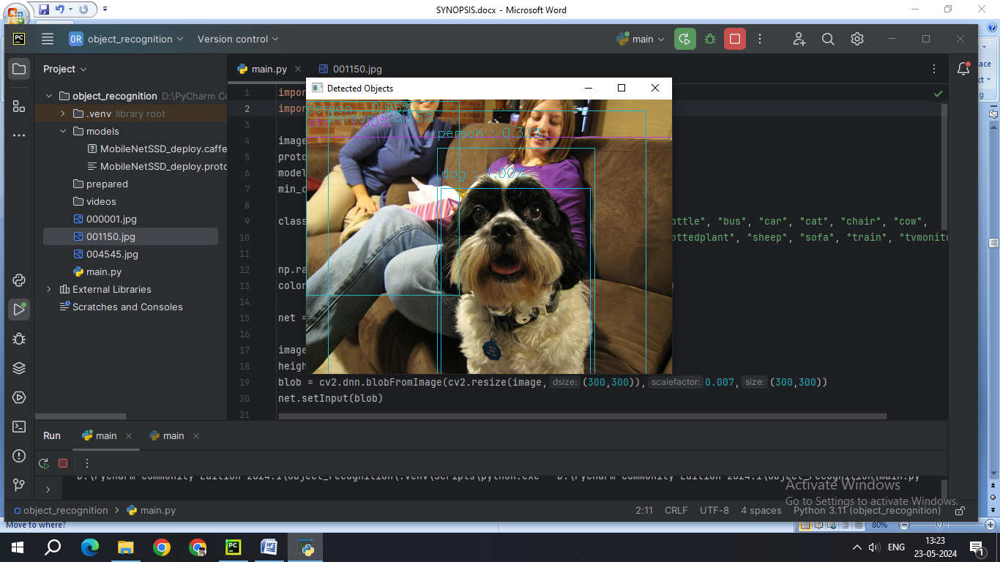 SYNOPSIS.docx - Microsoft Word
PC
OR object_recognition Version control main
Project
main.py
001150.jpg
object_recognition D:\PyCharm Co
.venv library root
models
MobileNetSSD_deploy.caffe
MobileNetSSD_deploy.proto
prepared
videos
000001.jpg
001150.jpg
004545.jpg
main.py
External Libraries
Scratches and Consoles
Detected Objects
person : 0.95%
person : 0.32%
dog : 1.00%
1 impor
2 impor
3
4 image
5 proto
6 model
7 min_c
8
9 class ottle", "bus", "car", "cat", "chair", "cow",
10 ottedplant", "sheep", "sofa", "train", "tvmonito
11
12 np.ra
13 color
14
15 net =
16
17 image
18 heigh
19 blob = cv2.dnn.blobFromImage(cv2.resize(image, dsize: (300,300)), scalefactor: 0.007, size: (300,300))
20 net.setInput(blob)
21
Run main main
D:\PyCharm Community Edition 2024.1\object_recognition\.venv\Scripts\python.exe D:\PyCharm Community Edition 2024.1\object_recognition\main.py
Activate Windows
Go to Settings to activate Windows.
object_recognition main.py 2:11 CRLF UTF-8 4 spaces Python 3.11 (object_recognition)
Move to where? 80%
PC ENG 13:23
23-05-2024
1